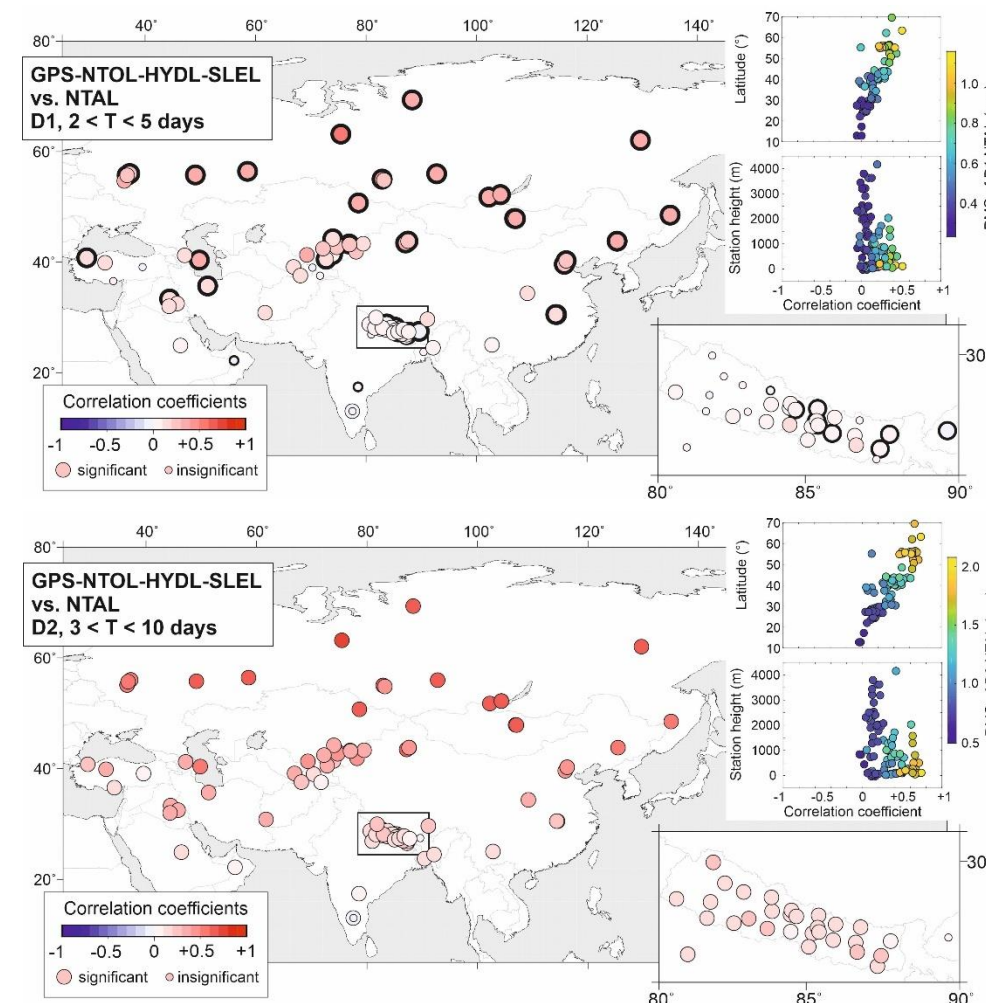 40˚ 60˚ 80˚ 100˚ 120˚ 140˚
80˚
60˚
40˚
20˚
GPS-NTOL-HYDL-SLEL
vs. NTAL
D1, 2 < T < 5 days
Correlation coefficients
-1 -0.5 0 +0.5 +1
significant insignificant
Latitude (°)
70
60
50
40
30
20
10
Station height (m)
4000
3000
2000
1000
0
-1 -0.5 0 +0.5 +1
Correlation coefficient
1.0
0.8
0.6
0.4
30
80˚ 85˚ 90˚
40˚ 60˚ 80˚ 100˚ 120˚ 140˚
80˚
60˚
40˚
20˚
GPS-NTOL-HYDL-SLEL
vs. NTAL
D2, 3 < T < 10 days
Correlation coefficients
-1 -0.5 0 +0.5 +1
significant insignificant
Latitude (°)
70
60
50
40
30
20
10
Station height (m)
4000
3000
2000
1000
0
-1 -0.5 0 +0.5 +1
Correlation coefficient
2.0
1.5
1.0
0.5
30
80˚ 85˚ 90˚